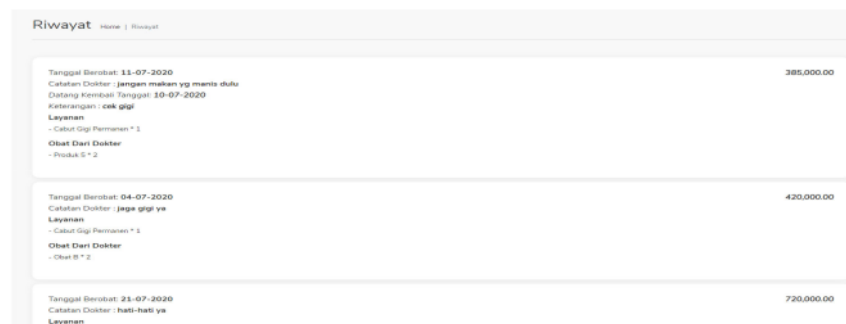 Riwayat Home | Riwayat
Tanggal Berobat: 11-07-2020 385,000.00
Catatan Dokter : jangan makan yg manis dulu
Datang Kembali Tanggal: 10-07-2020
Keterangan : cek gigi
Layanan
- Cabut Gigi Permanen * 1
Obat Dari Dokter
- Produk S * 2
Tanggal Berobat: 04-07-2020 420,000.00
Catatan Dokter : jaga gigi ya
Layanan
- Cabut Gigi Permanen * 1
Obat Dari Dokter
- Obat B * 2
Tanggal Berobat: 21-07-2020 720,000.00
Catatan Dokter : hati-hati ya
Layanan